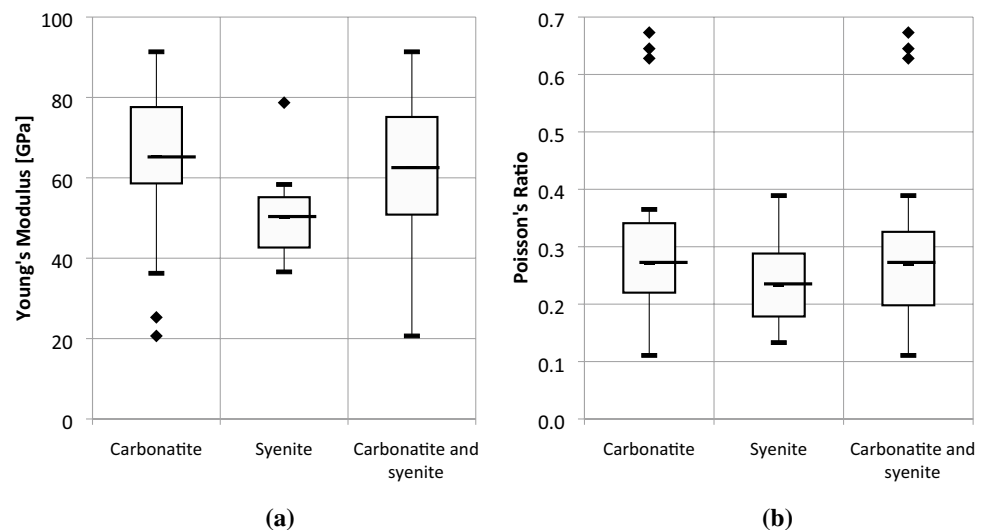 100
80
60
40
20
0
Young's Modulus [GPa]
Carbonatite
Syenite
Carbonatite and
syenite
(a)
0.7
0.6
0.5
0.4
0.3
0.2
0.1
0.0
Poisson's Ratio
Carbonatite
Syenite
Carbonatite and
syenite
(b)